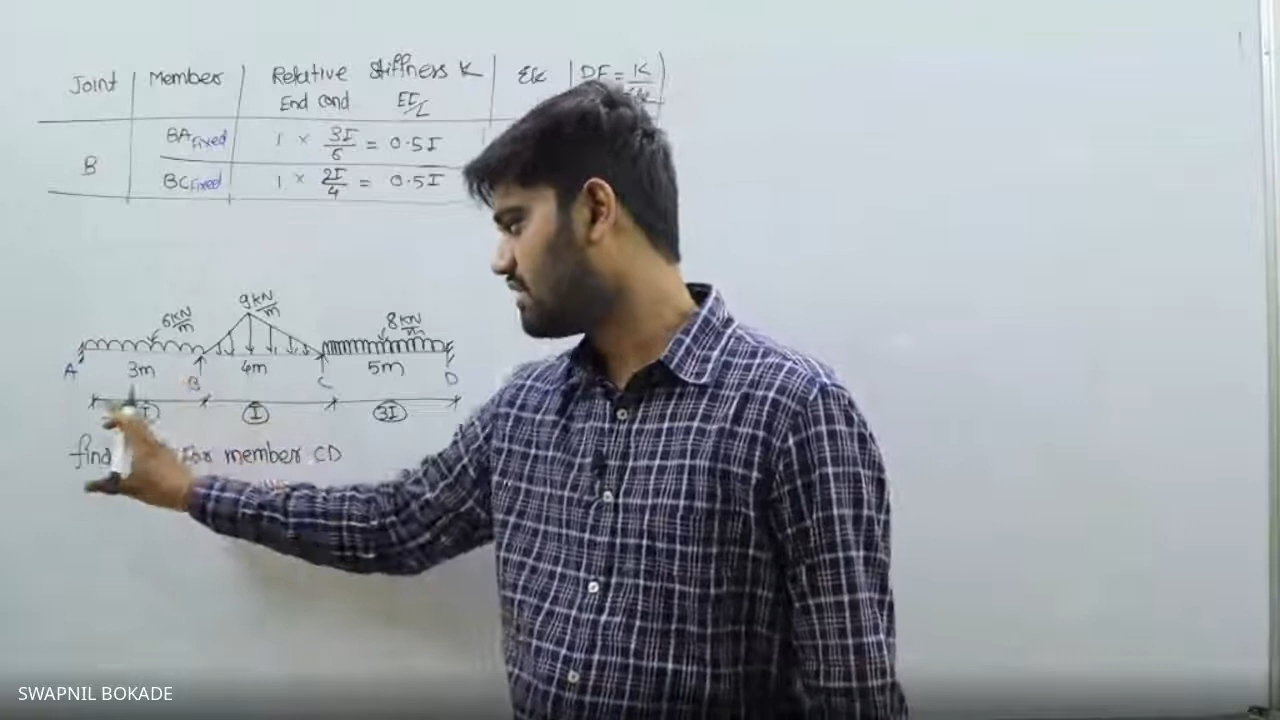 Joint Member Relative Stiffness K ΣK DF = K
End cond EI/L
B BA Fixed 1 × 3I/6 = 0.5I
BC Fixed 1 × 2I/4 = 0.5I
9 kN/m
6 kN/m 8 kN/m
A 3m B 4m C 5m D
I 3I
find For member CD
SWAPNIL BOKADE